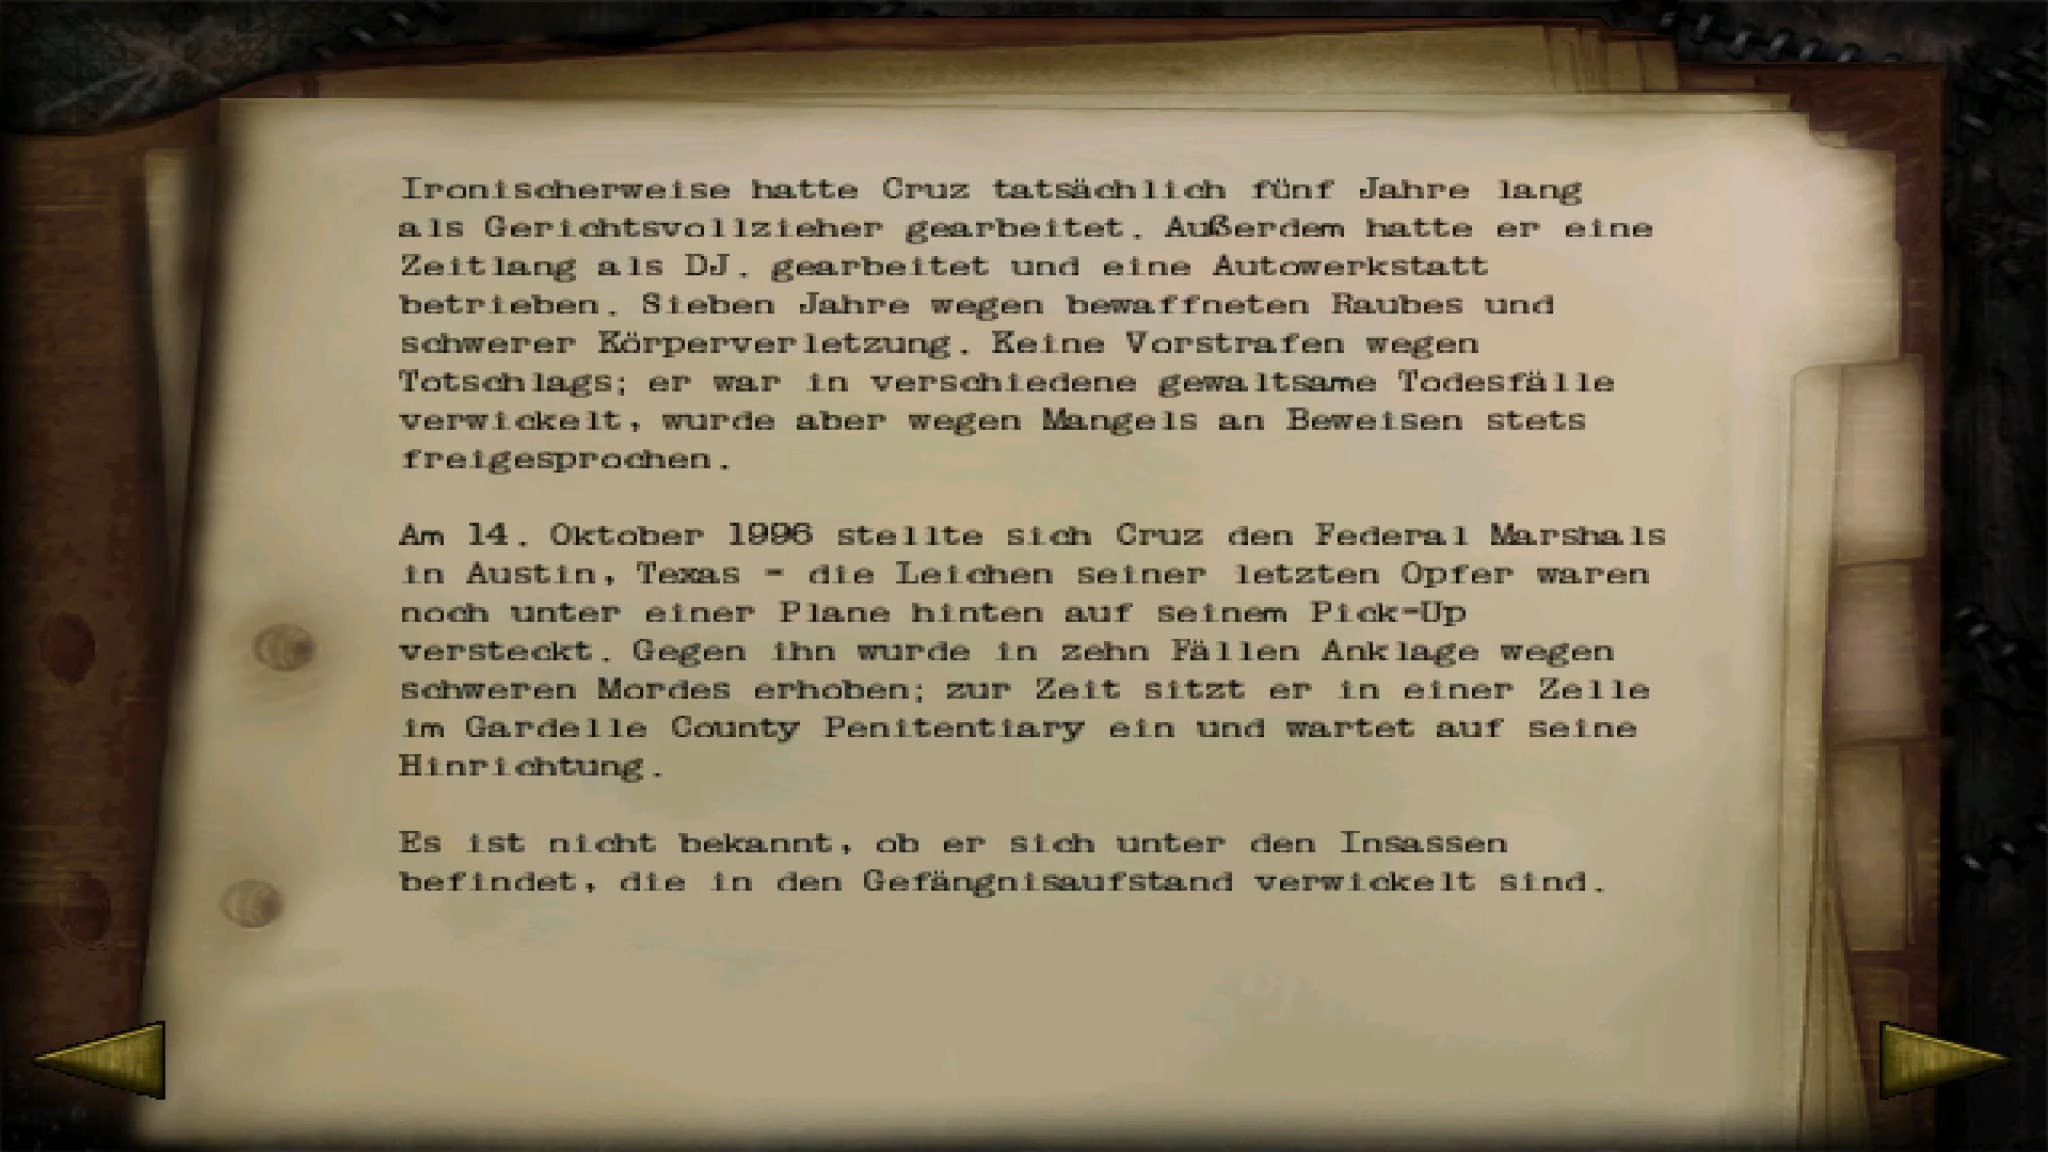 Ironischerweise hatte Cruz tatsächlich fünf Jahre lang
als Gerichtsvollzieher gearbeitet. Außerdem hatte er eine
Zeitlang als DJ. gearbeitet und eine Autowerkstatt
betrieben. Sieben Jahre wegen bewaffneten Raubes und
schwerer Körperverletzung. Keine Vorstrafen wegen
Totschlags; er war in verschiedene gewaltsame Todesfälle
verwickelt, wurde aber wegen Mangels an Beweisen stets
freigesprochen.
Am 14. Oktober 1996 stellte sich Cruz den Federal Marshals
in Austin, Texas - die Leichen seiner letzten Opfer waren
noch unter einer Plane hinten auf seinem Pick-Up
versteckt. Gegen ihn wurde in zehn Fällen Anklage wegen
schweren Mordes erhoben; zur Zeit sitzt er in einer Zelle
im Gardelle County Penitentiary ein und wartet auf seine
Hinrichtung.
Es ist nicht bekannt, ob er sich unter den Insassen
befindet, die in den Gefängnisaufstand verwickelt sind.